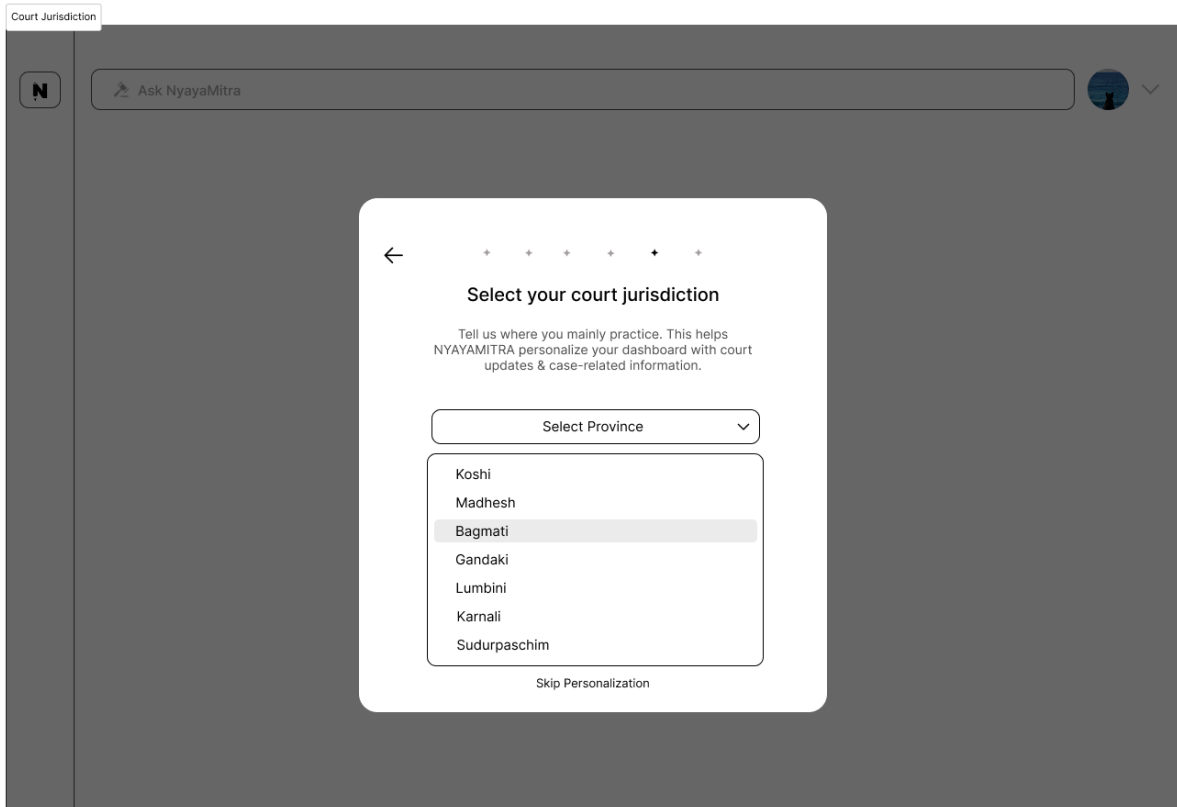 Court Jurisdiction
N
Ask NyayaMitra
Select your court jurisdiction
Tell us where you mainly practice. This helps
NYAYAMITRA personalize your dashboard with court
updates & case-related information.
Select Province
Koshi
Madhesh
Bagmati
Gandaki
Lumbini
Karnali
Sudurpaschim
Skip Personalization